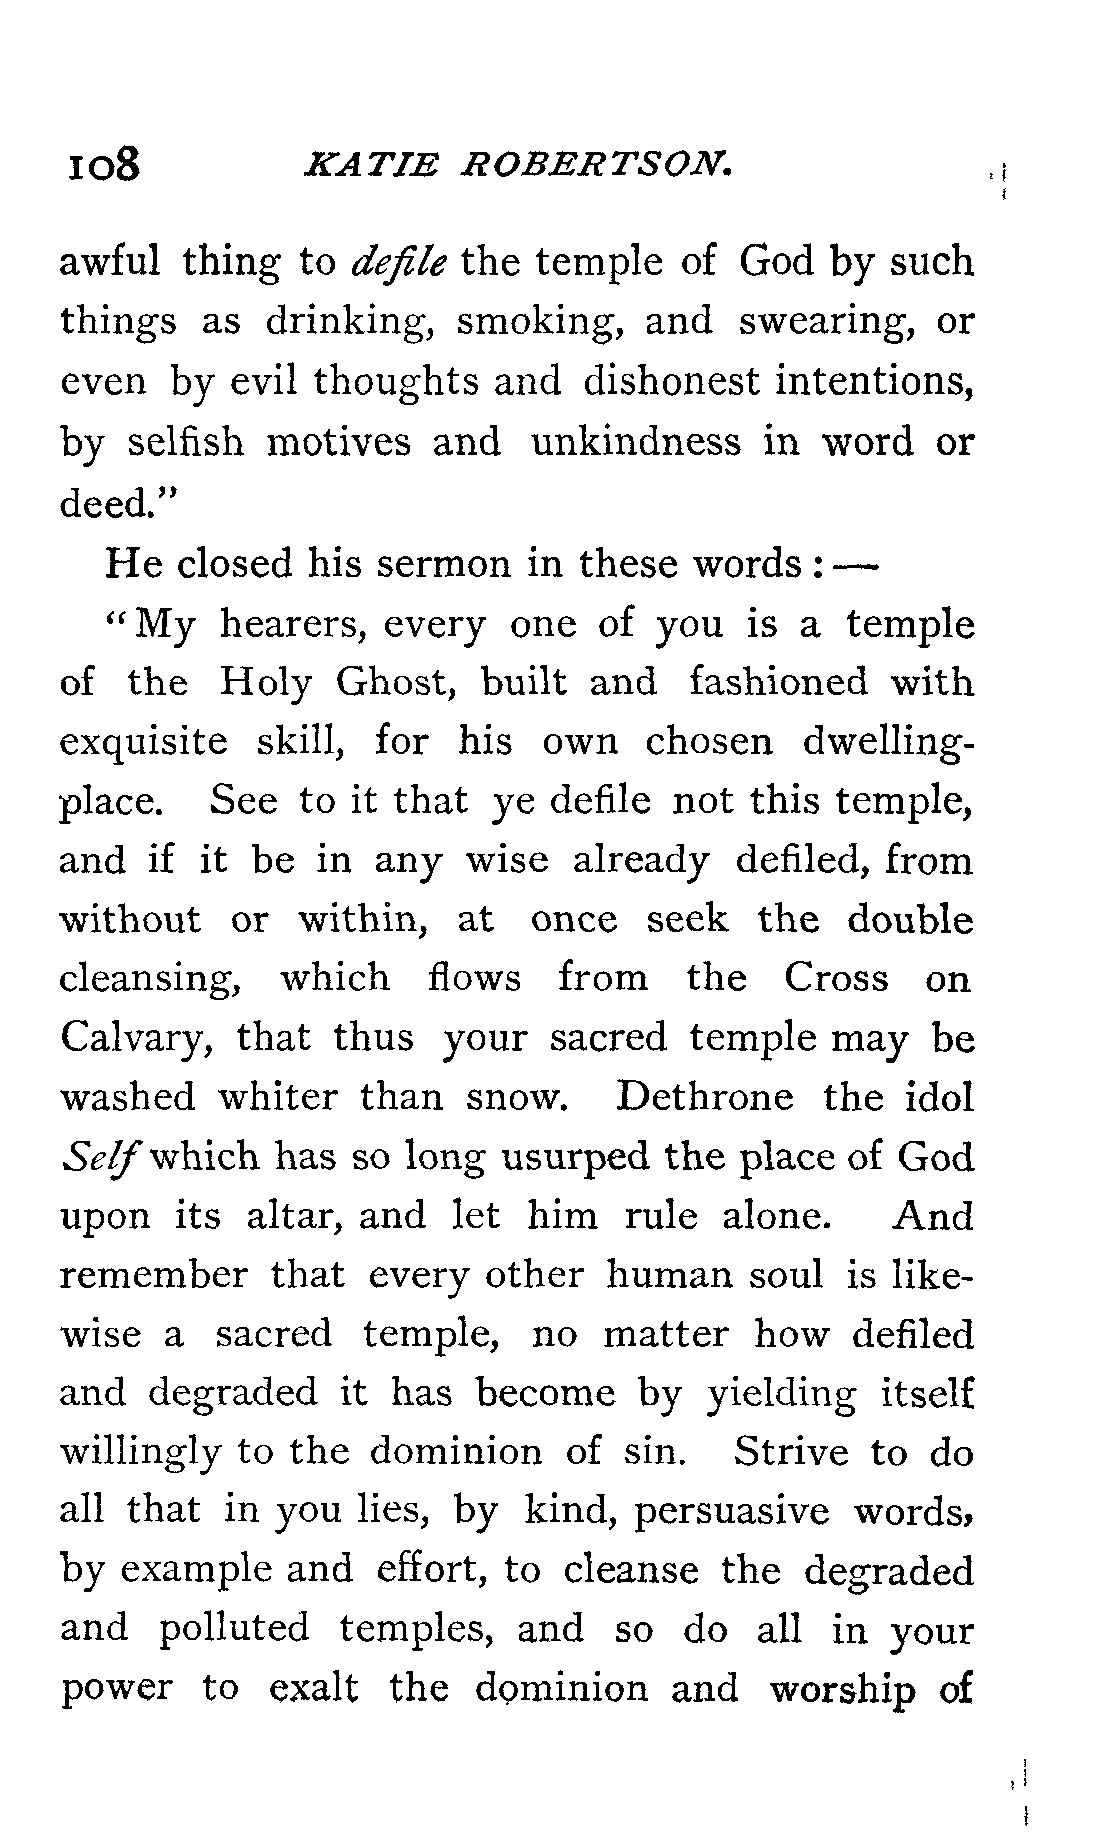 108 KATIE ROBERTSON.
awful thing to defile the temple of God by such
things as drinking, smoking, and swearing, or
even by evil thoughts and dishonest intentions,
by selfish motives and unkindness in word or
deed."
He closed his sermon in these words:—
"My hearers, every one of you is a temple
of the Holy Ghost, built and fashioned with
exquisite skill, for his own chosen dwelling-
place. See to it that ye defile not this temple,
and if it be in any wise already defiled, from
without or within, at once seek the double
cleansing, which flows from the Cross on
Calvary, that thus your sacred temple may be
washed whiter than snow. Dethrone the idol
Self which has so long usurped the place of God
upon its altar, and let him rule alone. And
remember that every other human soul is like-
wise a sacred temple, no matter how defiled
and degraded it has become by yielding itself
willingly to the dominion of sin. Strive to do
all that in you lies, by kind, persuasive words,
by example and effort, to cleanse the degraded
and polluted temples, and so do all in your
power to exalt the dominion and worship of